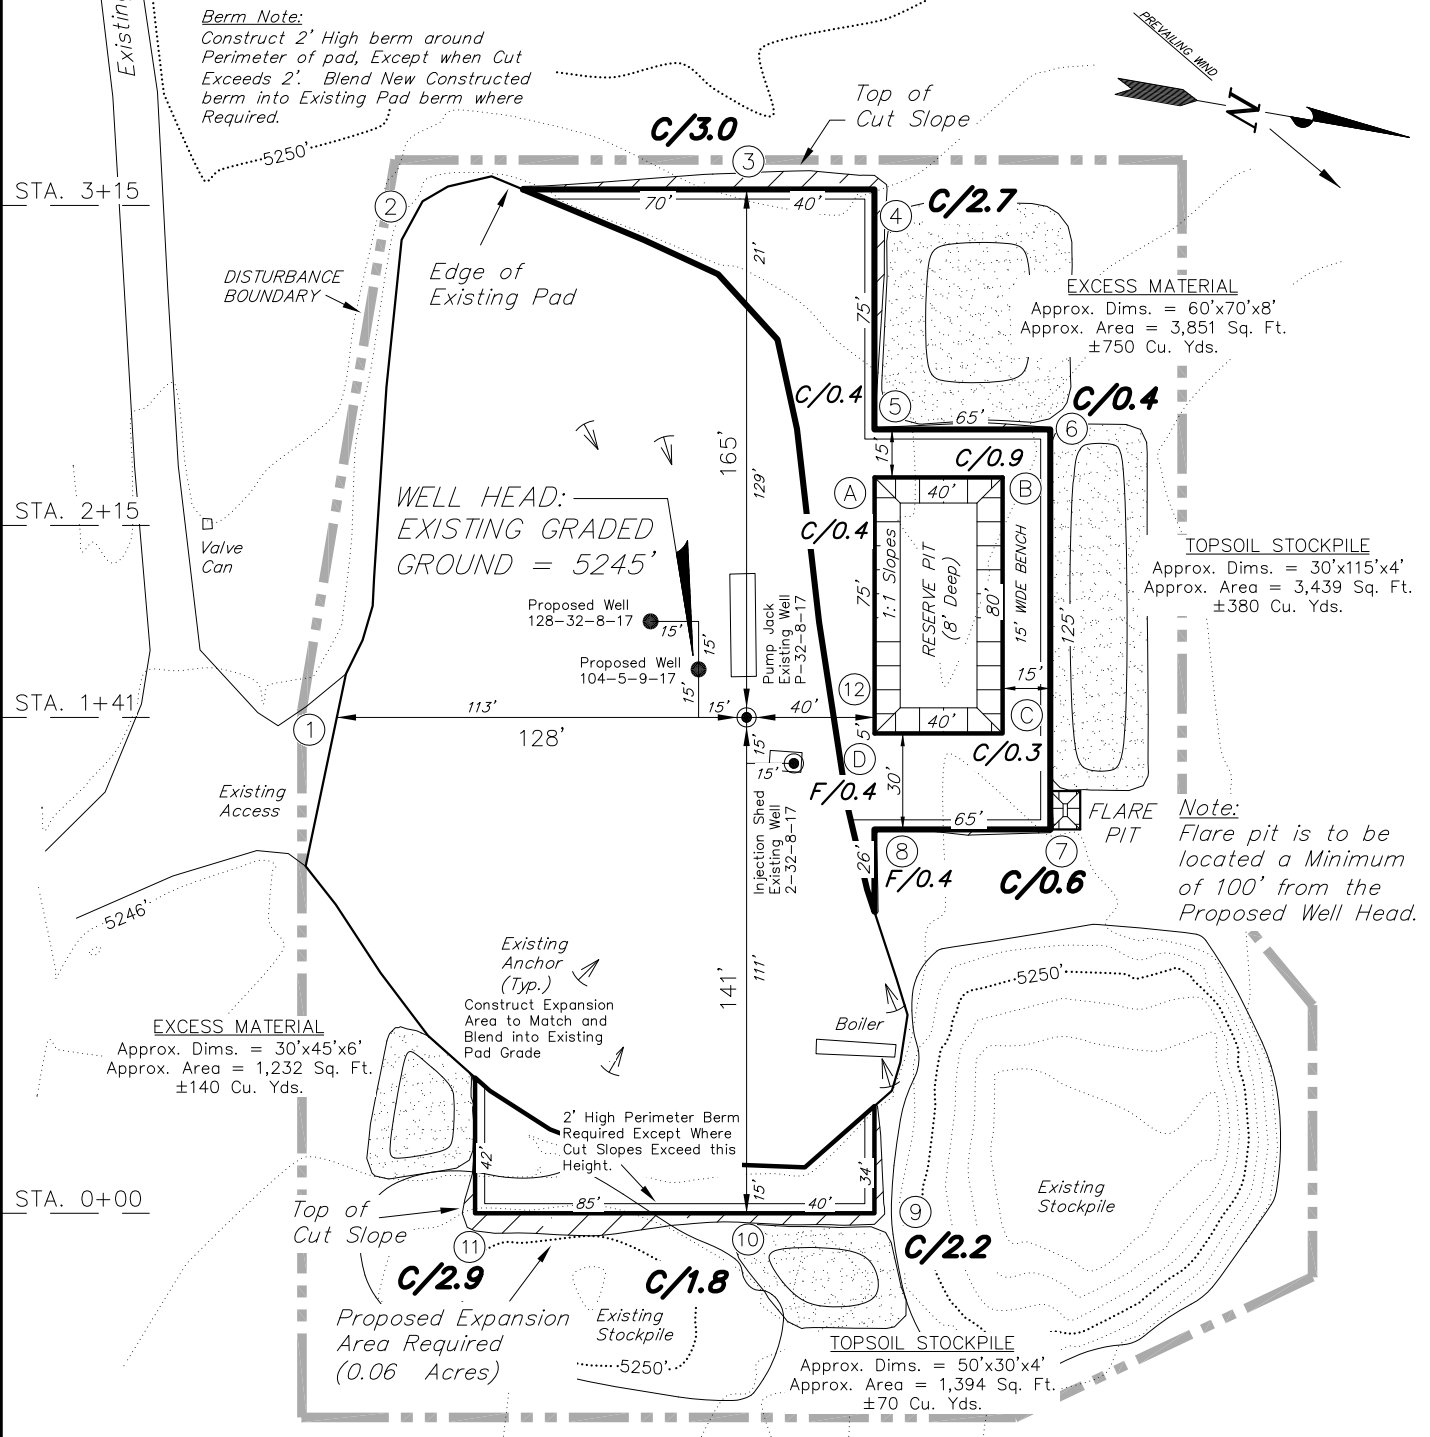 Existing
Berm Note:
Construct 2' High berm around
Perimeter of pad, Except when Cut
Exceeds 2'. Blend New Constructed
berm into Existing Pad berm where
Required.
5250'
PREVAILING WIND
N
Top of
Cut Slope
C/3.0
3
STA. 3+15
2
70'
40'
4
C/2.7
21'
DISTURBANCE
BOUNDARY
Edge of
Existing Pad
75'
EXCESS MATERIAL
Approx. Dims. = 60'x70'x8'
Approx. Area = 3,851 Sq. Ft.
±750 Cu. Yds.
C/0.4
5
65'
C/0.4
6
165'
129'
15'
C/0.9
A
40'
B
WELL HEAD:
EXISTING GRADED
GROUND = 5245'
STA. 2+15
Valve
Can
C/0.4
75'
1:1 Slopes
RESERVE PIT
(8' Deep)
80'
15' WIDE BENCH
125'
TOPSOIL STOCKPILE
Approx. Dims. = 30'x115'x4'
Approx. Area = 3,439 Sq. Ft.
±380 Cu. Yds.
Proposed Well
128-32-8-17
15'
15'
Proposed Well
104-5-9-17
15'
Pump Jack
Existing Well
P-32-8-17
12
15'
STA. 1+41
1
113'
15'
40'
128'
5'
40'
C
C/0.3
15'
15'
D
F/0.4
30'
Existing
Access
Injection Shed
Existing Well
2-32-8-17
65'
FLARE
PIT
Note:
Flare pit is to be
located a Minimum
of 100' from the
Proposed Well Head.
26'
8
F/0.4
7
C/0.6
5246'
Existing
Anchor
(Typ.)
Construct Expansion
Area to Match and
Blend into Existing
Pad Grade
141'
111'
5250'
Boiler
EXCESS MATERIAL
Approx. Dims. = 30'x45'x6'
Approx. Area = 1,232 Sq. Ft.
±140 Cu. Yds.
2' High Perimeter Berm
Required Except Where
Cut Slopes Exceed this
Height.
42'
34'
15'
STA. 0+00
85'
40'
Top of
Cut Slope
Existing
Stockpile
9
C/2.2
10
11
C/2.9
C/1.8
Proposed Expansion
Area Required
(0.06 Acres)
Existing
Stockpile
5250'
TOPSOIL STOCKPILE
Approx. Dims. = 50'x30'x4'
Approx. Area = 1,394 Sq. Ft.
±70 Cu. Yds.